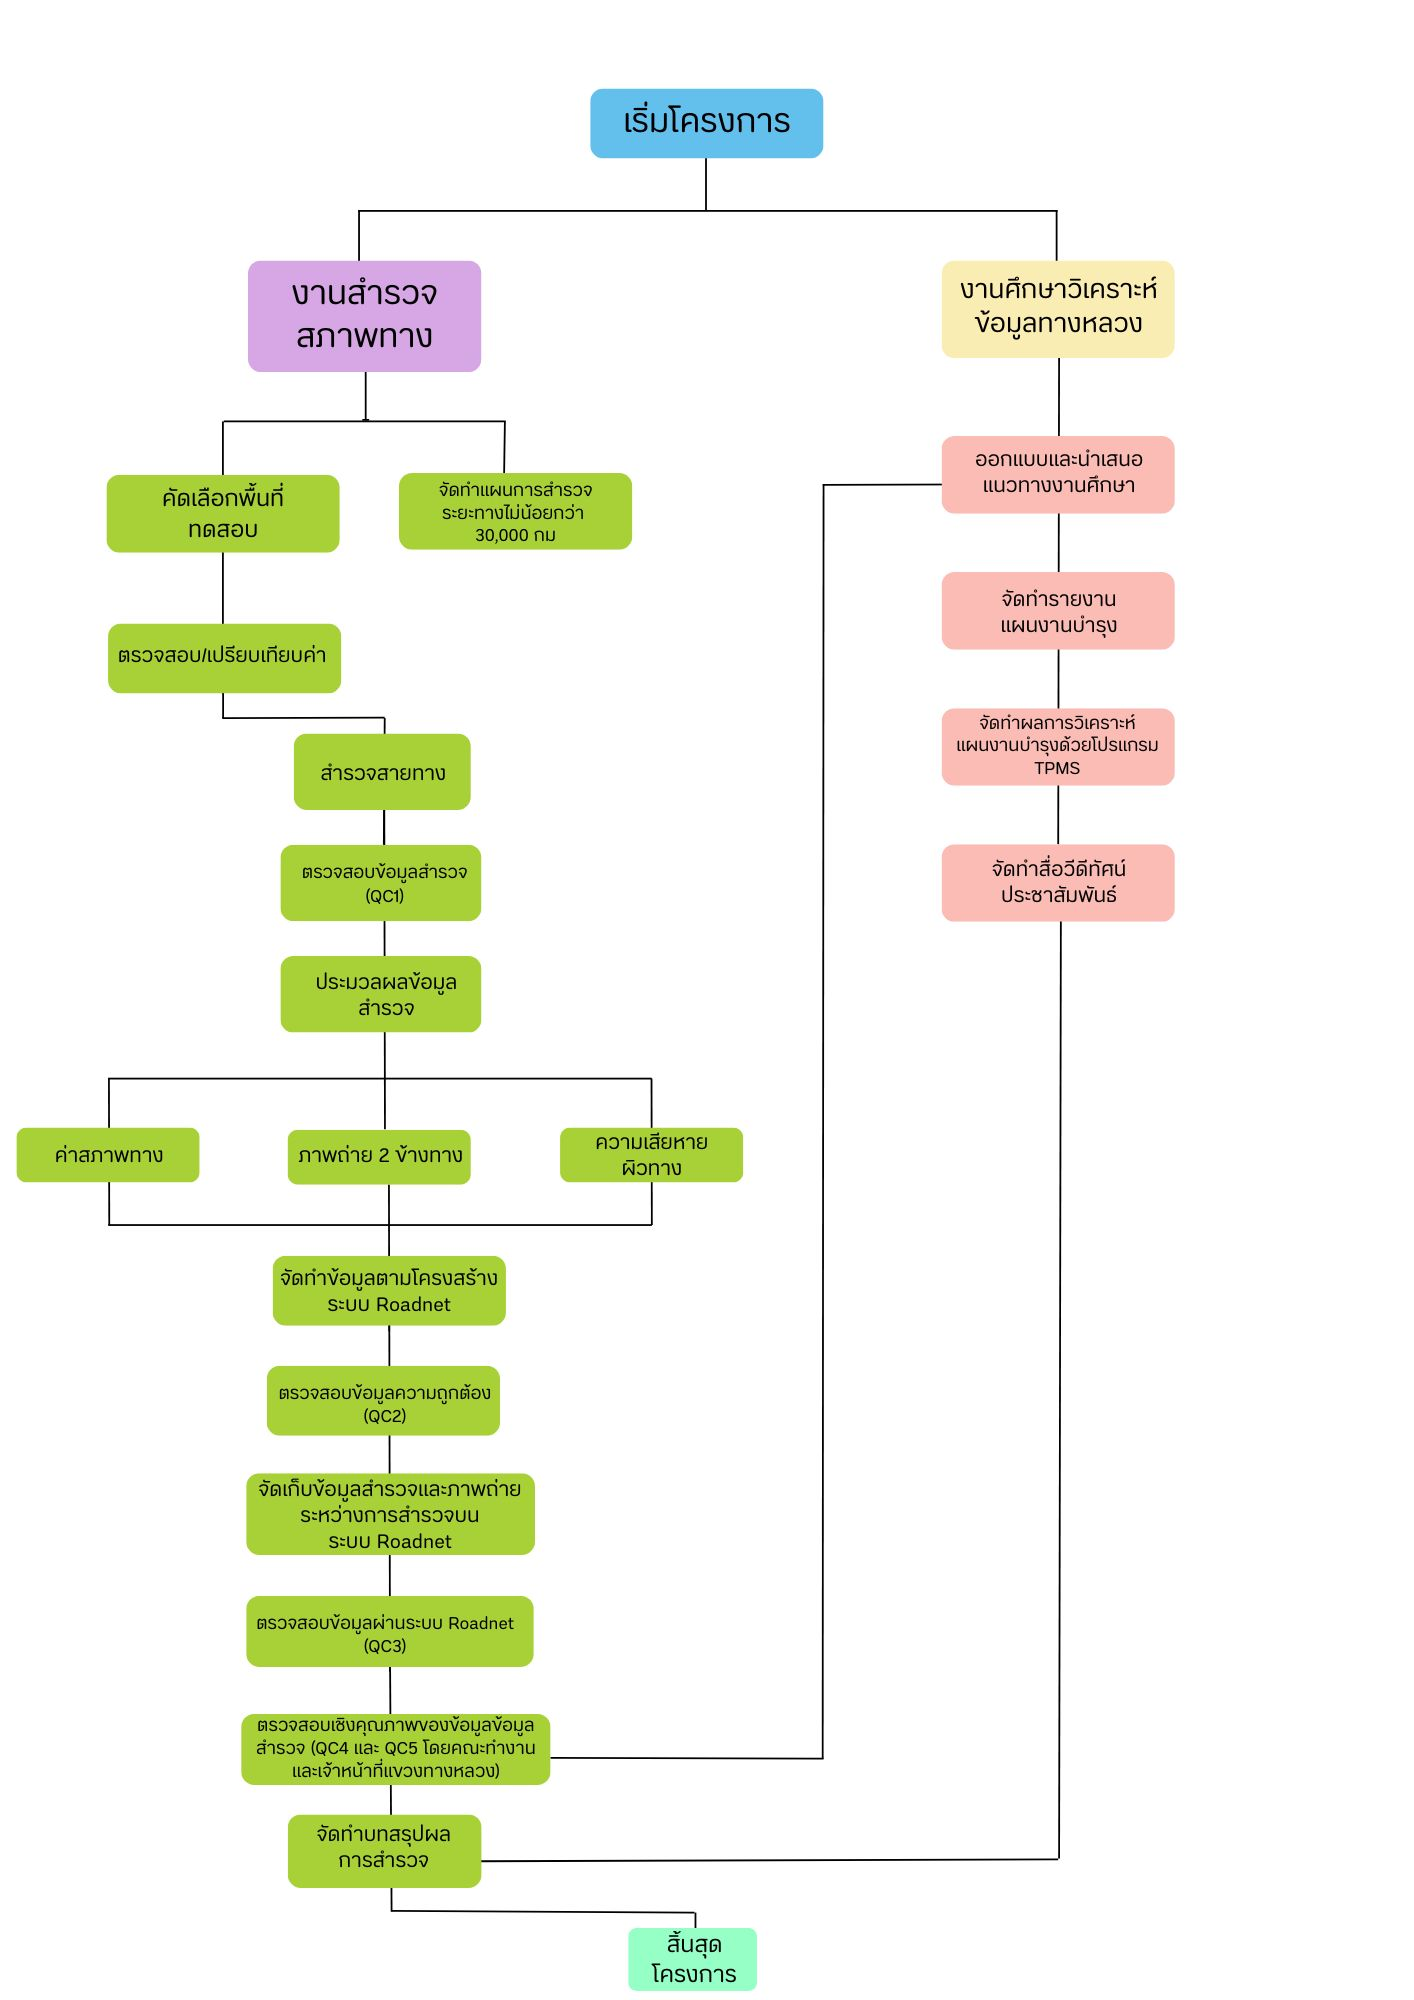 เริ่มโครงการ
งานสำรวจ
สภาพทาง
งานศึกษาวิเคราะห์
ข้อมูลทางหลวง
คัดเลือกพื้นที่
ทดสอบ
จัดทำแผนการสำรวจ
ระยะทางไม่น้อยกว่า
30,000 กม
ออกแบบและนำเสนอ
แนวทางงานศึกษา
จัดทำรายงาน
แผนงานบำรุง
ตรวจสอบ/เปรียบเทียบค่า
จัดทำผลการวิเคราะห์
แผนงานบำรุงด้วยโปรแกรม
TPMS
สำรวจสายทาง
ตรวจสอบข้อมูลสำรวจ
(QC1)
จัดทำสื่อวีดีทัศน์
ประชาสัมพันธ์
ประมวลผลข้อมูล
สำรวจ
ค่าสภาพทาง
ภาพถ่าย 2 ข้างทาง
ความเสียหาย
ผิวทาง
จัดทำข้อมูลตามโครงสร้าง
ระบบ Roadnet
ตรวจสอบข้อมูลความถูกต้อง
(QC2)
จัดเก็บข้อมูลสำรวจและภาพถ่าย
ระหว่างการสำรวจบน
ระบบ Roadnet
ตรวจสอบข้อมูลผ่านระบบ Roadnet
(QC3)
ตรวจสอบเชิงคุณภาพของข้อมูลข้อมูล
สำรวจ (QC4 และ QC5 โดยคณะทำงาน
และเจ้าหน้าที่แขวงทางหลวง)
จัดทำบทสรุปผล
การสำรวจ
สิ้นสุด
โครงการ